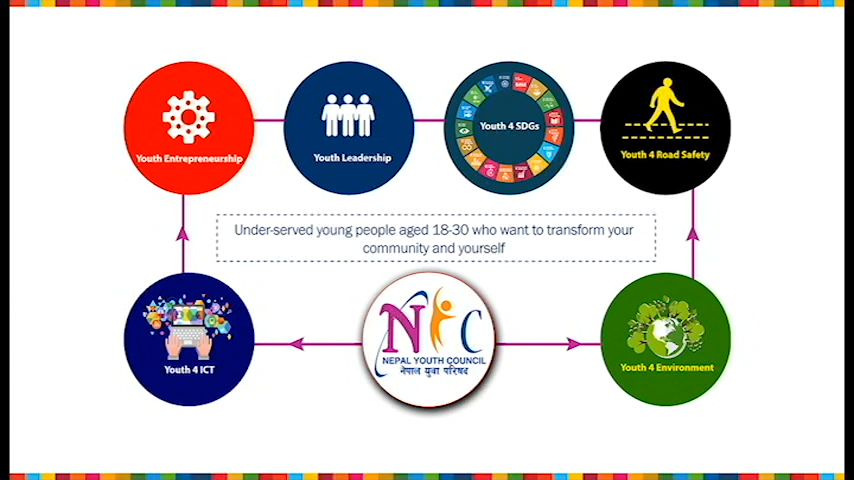 Youth Entrepreneurship
Youth Leadership
Youth 4 SDGs
Youth 4 Road Safety
Under-served young people aged 18-30 who want to transform your
community and yourself
Youth 4 ICT
NYC
NEPAL YOUTH COUNCIL
नेपाल युवा परिषद
Youth 4 Environment